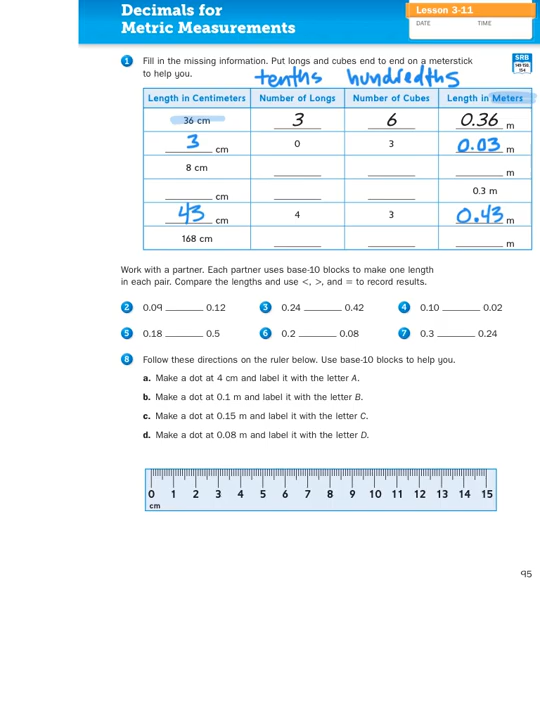 Decimals for
Metric Measurements
Lesson 3-11
DATE TIME
1 Fill in the missing information. Put longs and cubes end to end on a meterstick
to help you.
SRB
tenths hundredths
Length in Centimeters Number of Longs Number of Cubes Length in Meters
36 cm 3 6 0.36 m
3 cm 0 3 0.03 m
8 cm ______ ______ ______ m
______ cm ______ ______ 0.3 m
43 cm 4 3 0.43 m
168 cm ______ ______ ______ m
Work with a partner. Each partner uses base-10 blocks to make one length
in each pair. Compare the lengths and use <, >, and = to record results.
2 0.09 ______ 0.12 3 0.24 ______ 0.42 4 0.10 ______ 0.02
5 0.18 ______ 0.5 6 0.2 ______ 0.08 7 0.3 ______ 0.24
8 Follow these directions on the ruler below. Use base-10 blocks to help you.
a. Make a dot at 4 cm and label it with the letter A.
b. Make a dot at 0.1 m and label it with the letter B.
c. Make a dot at 0.15 m and label it with the letter C.
d. Make a dot at 0.08 m and label it with the letter D.
0 1 2 3 4 5 6 7 8 9 10 11 12 13 14 15
cm
95